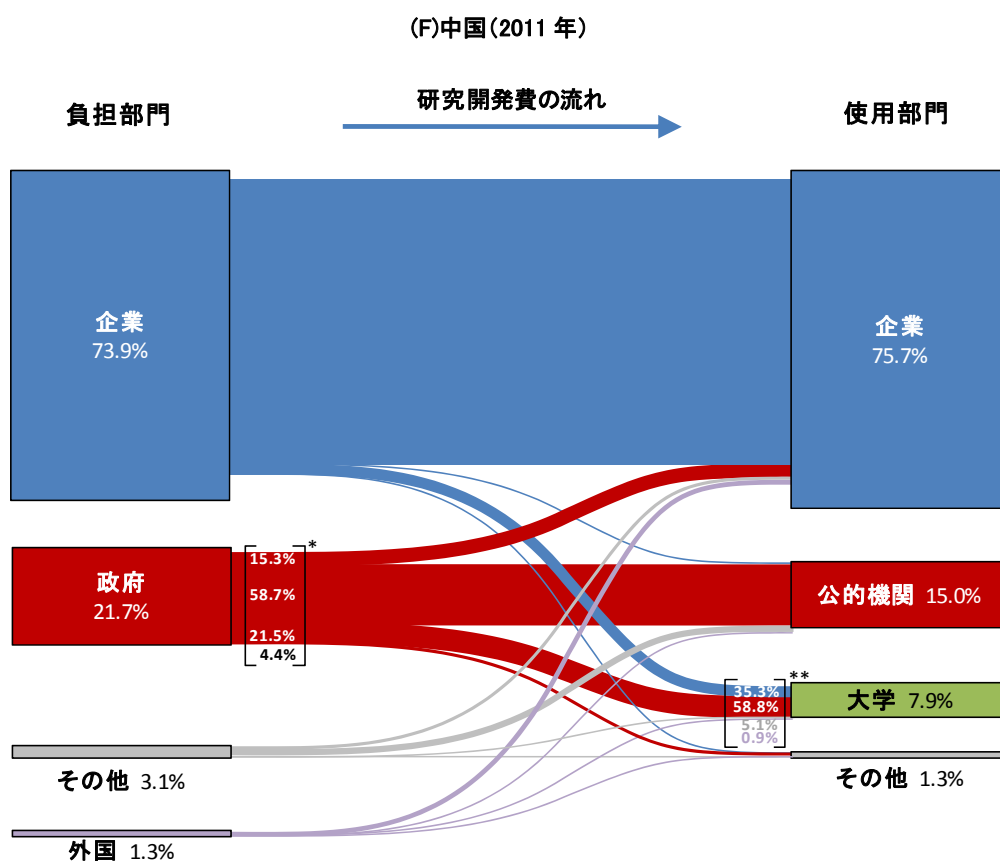 (F)中国(2011 年)
負担部門
研究開発費の流れ
使用部門
企業
73.9%
企業
75.7%
政府
21.7%
15.3%
58.7%
21.5%
4.4%
*
公的機関 15.0%
35.3%
58.8%
5.1%
0.9%
**
大学 7.9%
その他 3.1%
その他 1.3%
外国 1.3%